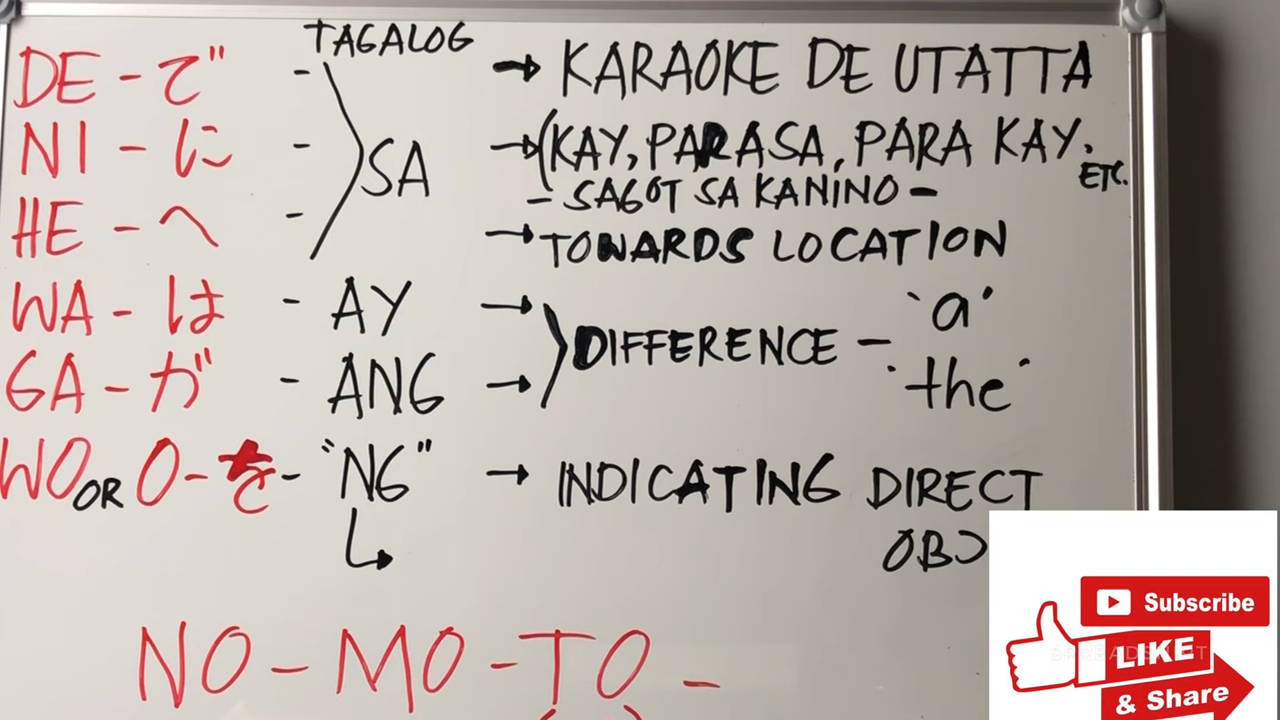 TAGALOG
DE - で - SA → KARAOKE DE UTATTA
NI - に - → (KAY, PARASA, PARA KAY. ETC.
- SAGOT SA KANINO -
HE - へ - → TOWARDS LOCATION
WA - は - AY → DIFFERENCE - 'a'
GA - が - ANG → 'the'
WO OR O - を - "NG" → INDICATING DIRECT
OBJ
NO - MO - TO -
Subscribe
LIKE
& Share